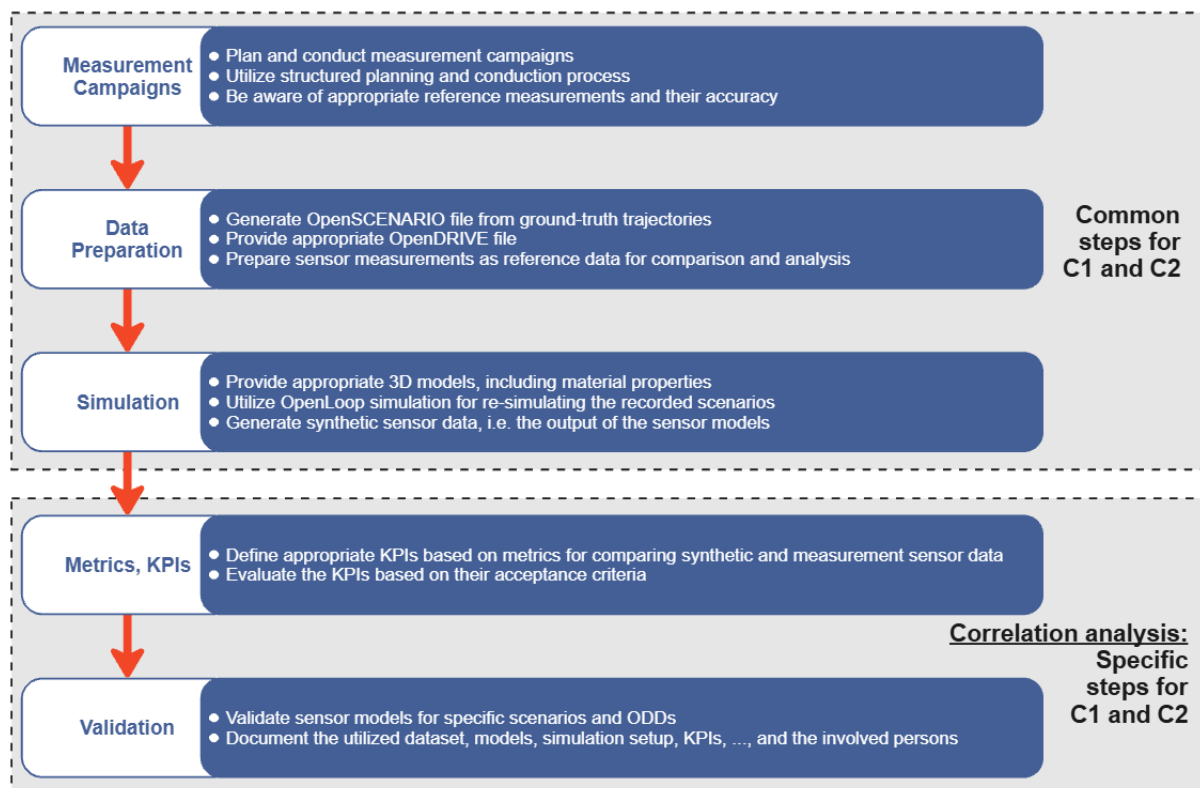 Measurement
Campaigns
● Plan and conduct measurement campaigns
● Utilize structured planning and conduction process
● Be aware of appropriate reference measurements and their accuracy
Data
Preparation
● Generate OpenSCENARIO file from ground-truth trajectories
● Provide appropriate OpenDRIVE file
● Prepare sensor measurements as reference data for comparison and analysis
Common
steps for
C1 and C2
Simulation
● Provide appropriate 3D models, including material properties
● Utilize OpenLoop simulation for re-simulating the recorded scenarios
● Generate synthetic sensor data, i.e. the output of the sensor models
Metrics, KPIs
● Define appropriate KPIs based on metrics for comparing synthetic and measurement sensor data
● Evaluate the KPIs based on their acceptance criteria
Correlation analysis:
Specific
steps for
C1 and C2
Validation
● Validate sensor models for specific scenarios and ODDs
● Document the utilized dataset, models, simulation setup, KPIs, ..., and the involved persons